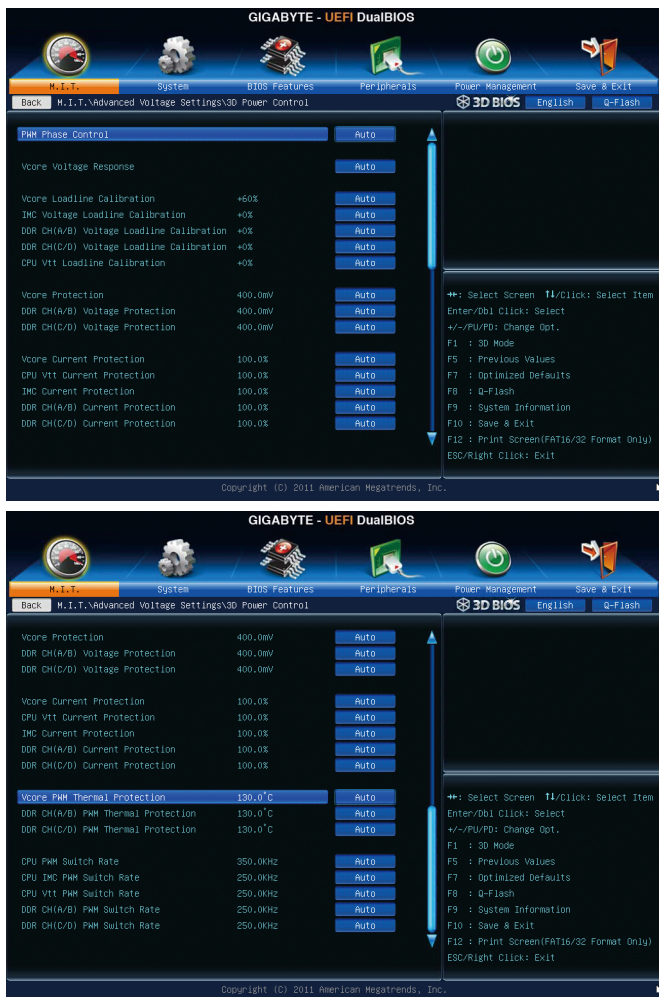 GIGABYTE - UEFI DualBIOS
M.I.T. System BIOS Features Peripherals Power Management Save & Exit
Back M.I.T.\Advanced Voltage Settings\3D Power Control 3D BIOS English Q-Flash
PWM Phase Control Auto
Vcore Voltage Response Auto
Vcore Loadline Calibration +60% Auto
IMC Voltage Loadline Calibration +0% Auto
DDR CH(A/B) Voltage Loadline Calibration +0% Auto
DDR CH(C/D) Voltage Loadline Calibration +0% Auto
CPU Vtt Loadline Calibration +0% Auto
Vcore Protection 400.0mV Auto
DDR CH(A/B) Voltage Protection 400.0mV Auto
DDR CH(C/D) Voltage Protection 400.0mV Auto
Vcore Current Protection 100.0% Auto
CPU Vtt Current Protection 100.0% Auto
IMC Current Protection 100.0% Auto
DDR CH(A/B) Current Protection 100.0% Auto
DDR CH(C/D) Current Protection 100.0% Auto
→←: Select Screen ↑↓/Click: Select Item
Enter/Dbl Click: Select
+/-/PU/PD: Change Opt.
F1 : 3D Mode
F5 : Previous Values
F7 : Optimized Defaults
F8 : Q-Flash
F9 : System Information
F10 : Save & Exit
F12 : Print Screen(FAT16/32 Format Only)
ESC/Right Click: Exit
Copyright (C) 2011 American Megatrends, Inc.
GIGABYTE - UEFI DualBIOS
M.I.T. System BIOS Features Peripherals Power Management Save & Exit
Back M.I.T.\Advanced Voltage Settings\3D Power Control 3D BIOS English Q-Flash
Vcore Protection 400.0mV Auto
DDR CH(A/B) Voltage Protection 400.0mV Auto
DDR CH(C/D) Voltage Protection 400.0mV Auto
Vcore Current Protection 100.0% Auto
CPU Vtt Current Protection 100.0% Auto
IMC Current Protection 100.0% Auto
DDR CH(A/B) Current Protection 100.0% Auto
DDR CH(C/D) Current Protection 100.0% Auto
Vcore PWM Thermal Protection 130.0°C Auto
DDR CH(A/B) PWM Thermal Protection 130.0°C Auto
DDR CH(C/D) PWM Thermal Protection 130.0°C Auto
CPU PWM Switch Rate 350.0KHz Auto
CPU IMC PWM Switch Rate 250.0KHz Auto
CPU Vtt PWM Switch Rate 250.0KHz Auto
DDR CH(A/B) PWM Switch Rate 250.0KHz Auto
DDR CH(C/D) PWM Switch Rate 250.0KHz Auto
→←: Select Screen ↑↓/Click: Select Item
Enter/Dbl Click: Select
+/-/PU/PD: Change Opt.
F1 : 3D Mode
F5 : Previous Values
F7 : Optimized Defaults
F8 : Q-Flash
F9 : System Information
F10 : Save & Exit
F12 : Print Screen(FAT16/32 Format Only)
ESC/Right Click: Exit
Copyright (C) 2011 American Megatrends, Inc.